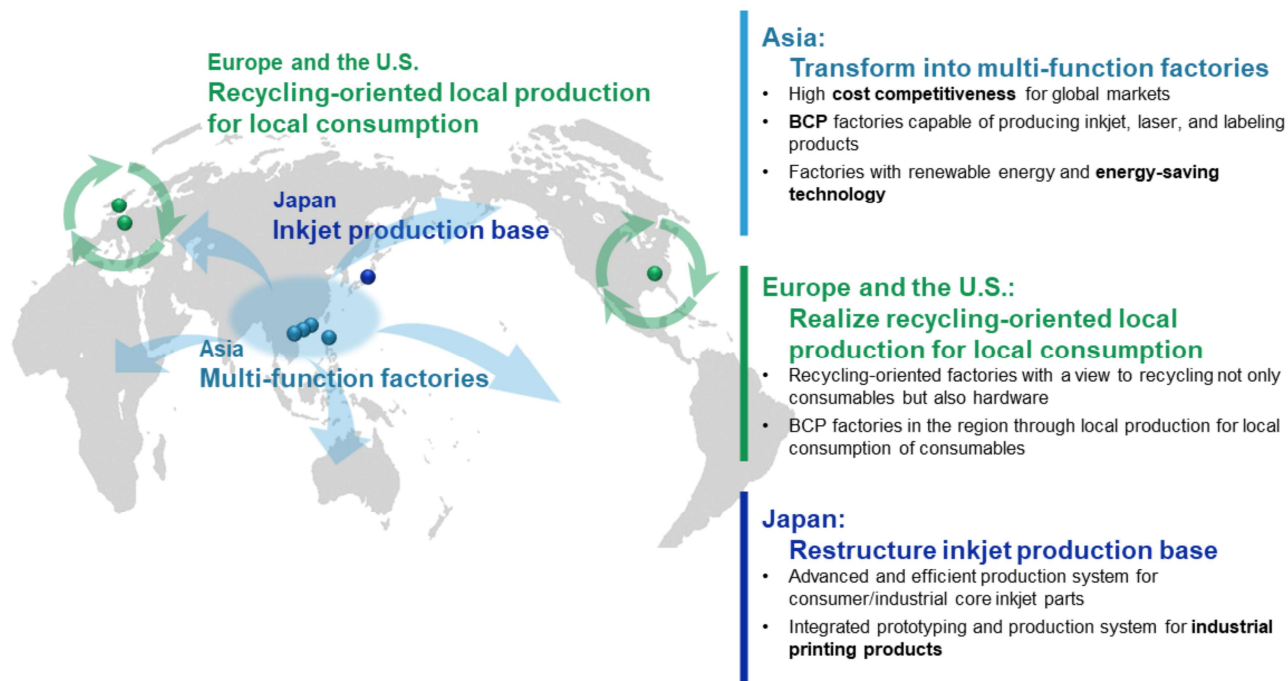 Europe and the U.S.
Recycling-oriented local production
for local consumption
Japan
Inkjet production base
Asia
Multi-function factories
Asia:
Transform into multi-function factories
• High cost competitiveness for global markets
• BCP factories capable of producing inkjet, laser, and labeling
products
• Factories with renewable energy and energy-saving
technology
Europe and the U.S.:
Realize recycling-oriented local
production for local consumption
• Recycling-oriented factories with a view to recycling not only
consumables but also hardware
• BCP factories in the region through local production for local
consumption of consumables
Japan:
Restructure inkjet production base
• Advanced and efficient production system for
consumer/industrial core inkjet parts
• Integrated prototyping and production system for industrial
printing products